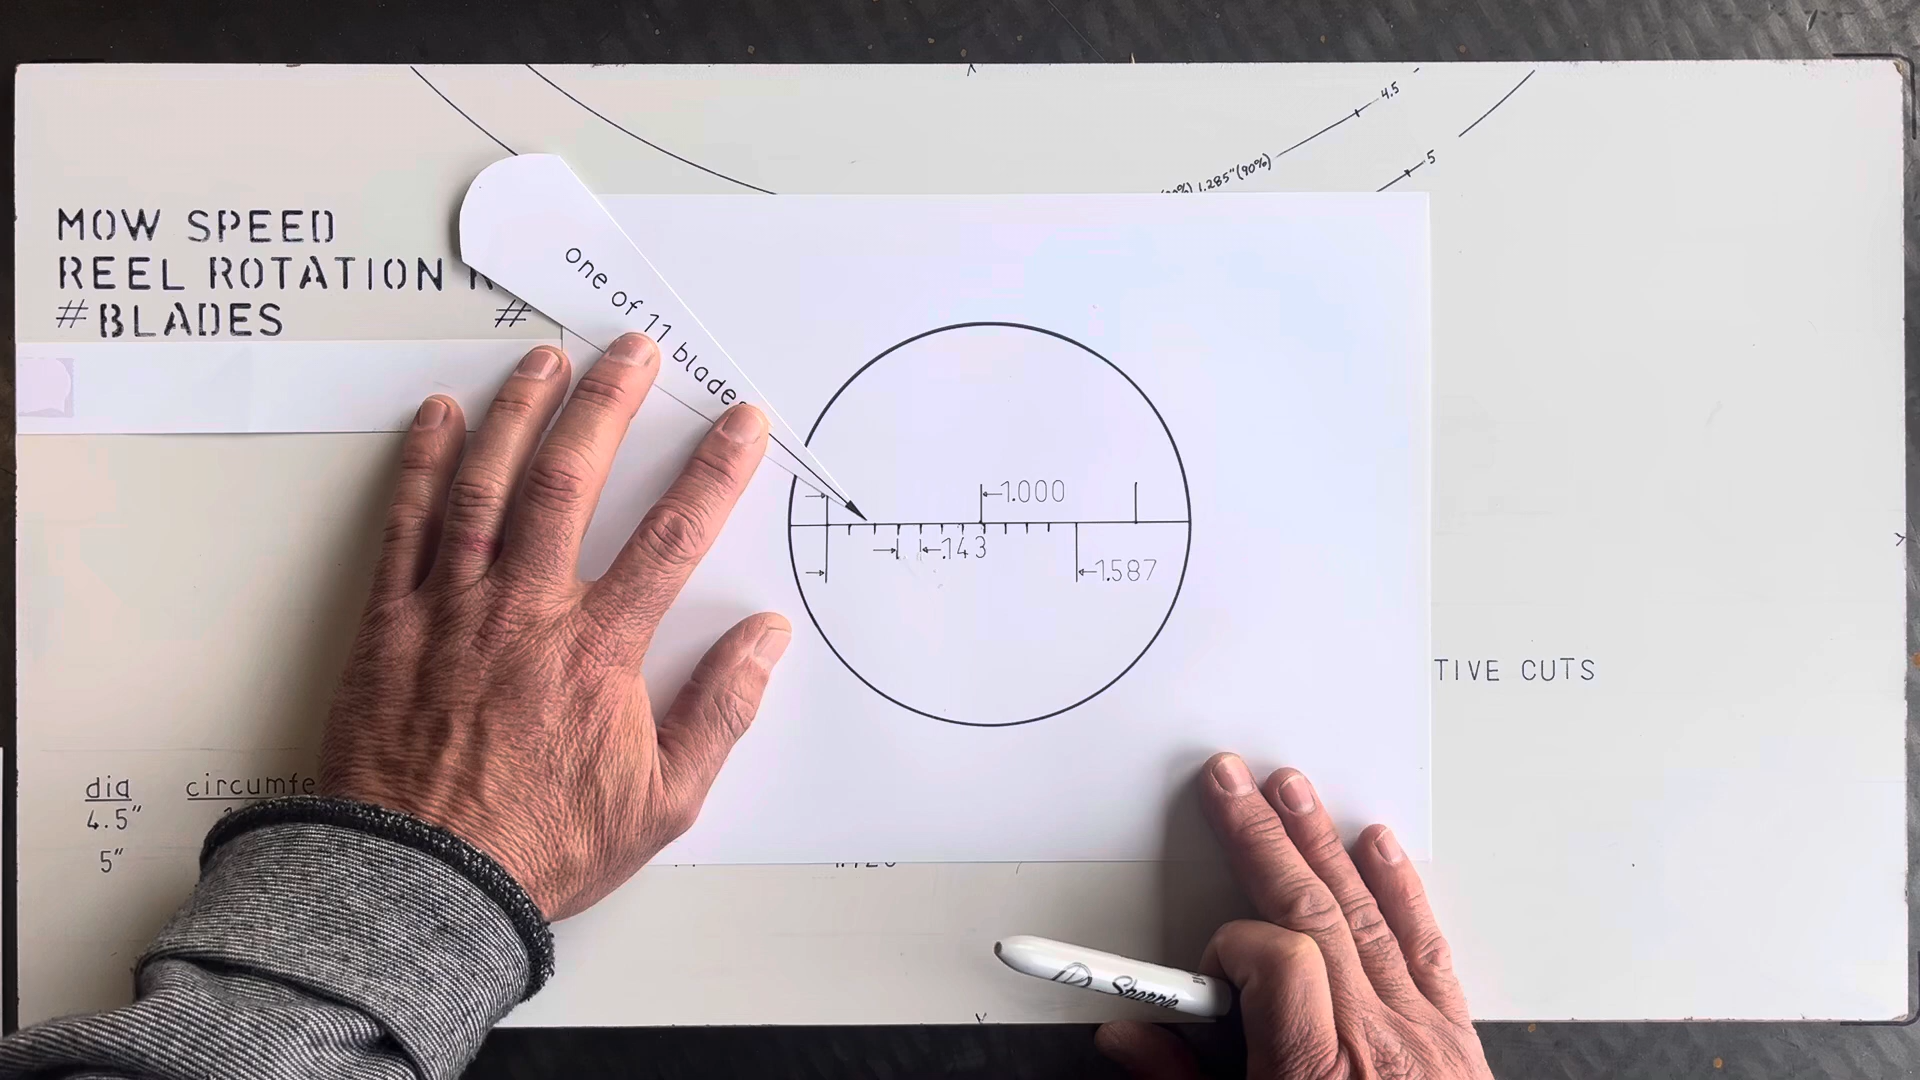 4.5
5
1.285"(90%)
MOW SPEED
REEL ROTATION
#BLADES #
one of 11 blades
1.000
.143
1.587
TIVE CUTS
dia circumfe
4.5"
5"
Sharpie